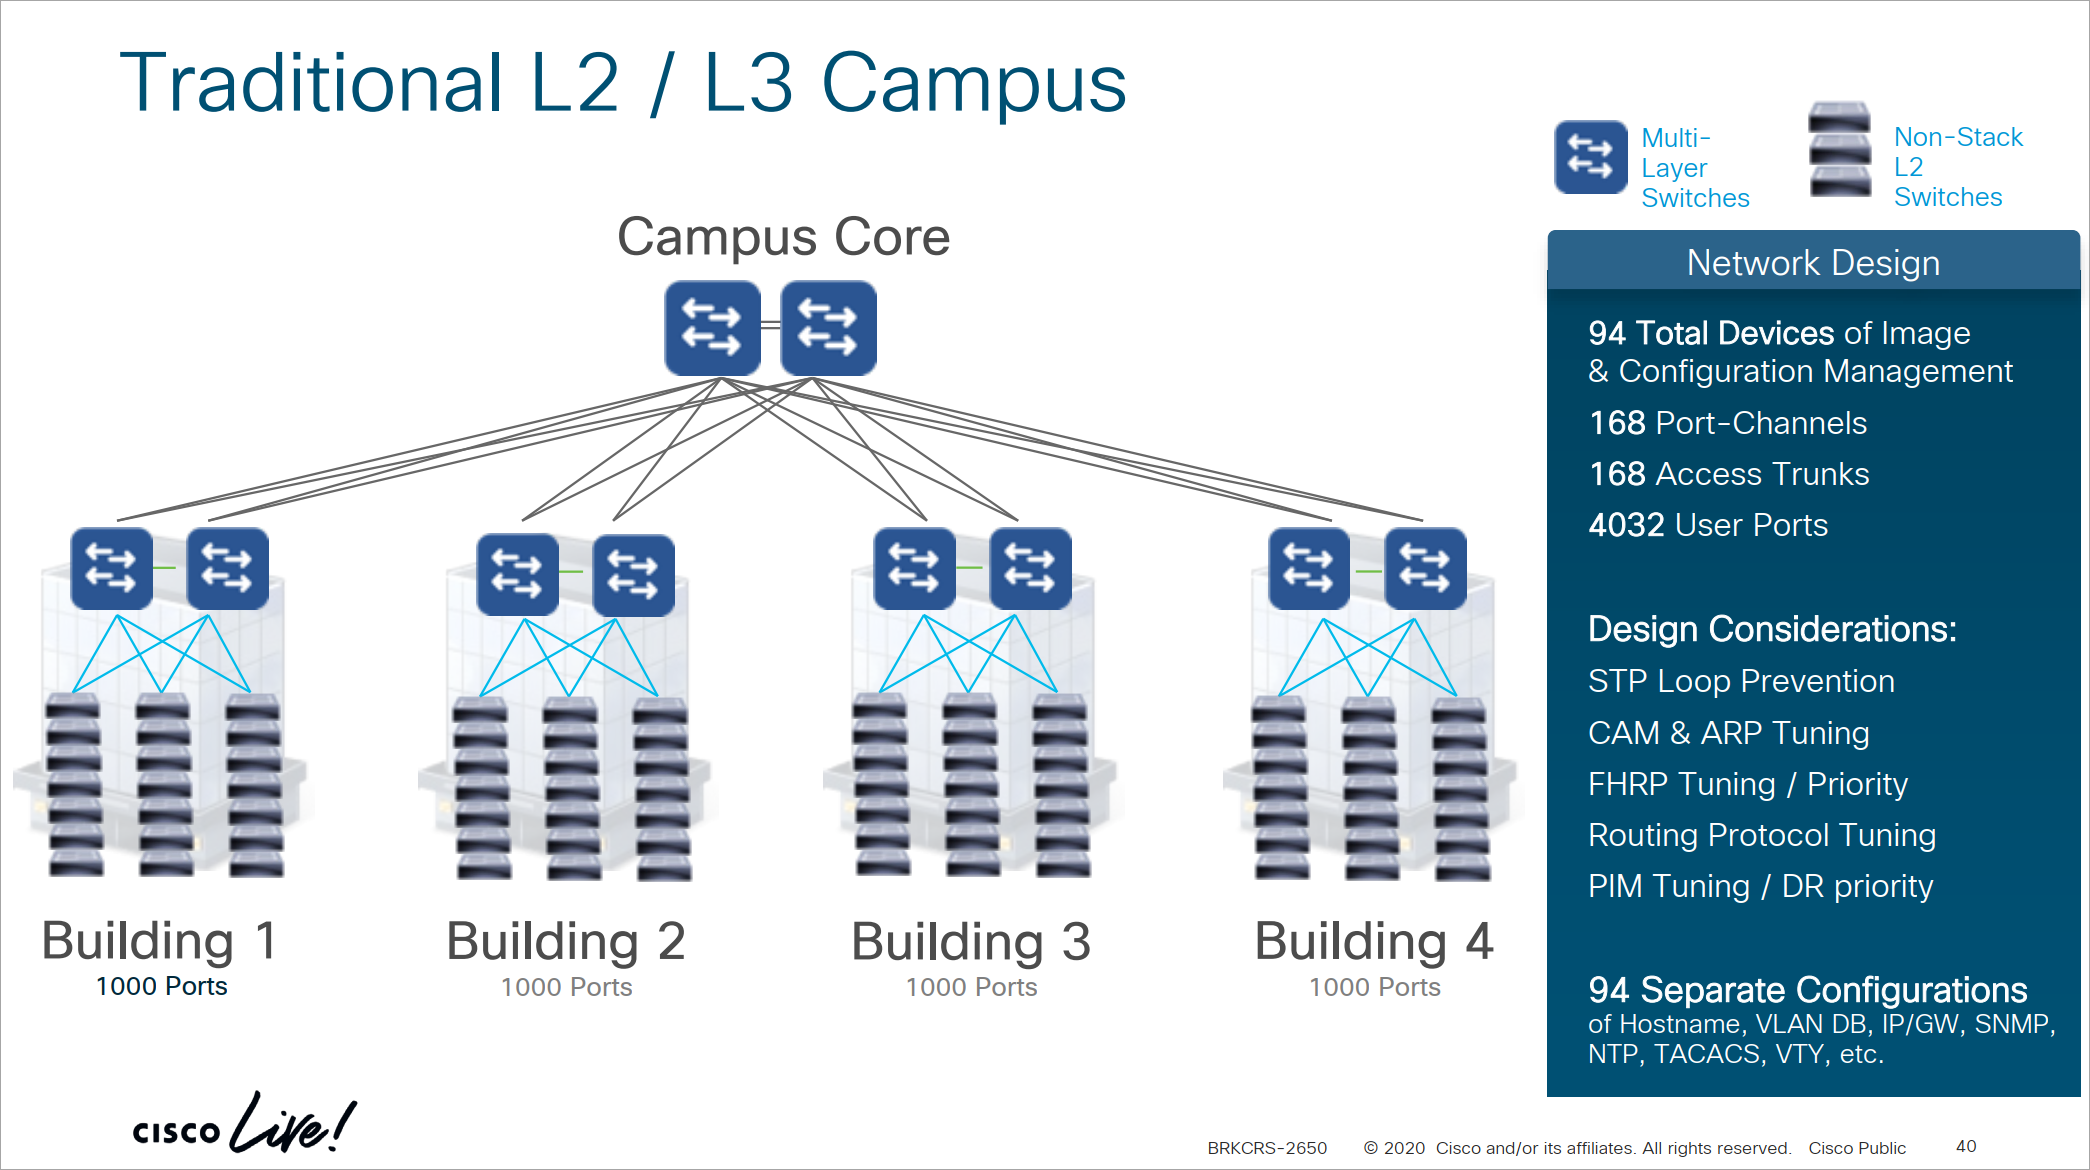 Traditional L2 / L3 Campus
Multi-
Layer
Switches
Non-Stack
L2
Switches
Campus Core
Network Design
94 Total Devices of Image
& Configuration Management
168 Port-Channels
168 Access Trunks
4032 User Ports
Design Considerations:
STP Loop Prevention
CAM & ARP Tuning
FHRP Tuning / Priority
Routing Protocol Tuning
PIM Tuning / DR priority
94 Separate Configurations
of Hostname, VLAN DB, IP/GW, SNMP,
NTP, TACACS, VTY, etc.
Building 1
1000 Ports
Building 2
1000 Ports
Building 3
1000 Ports
Building 4
1000 Ports
CISCO Live!
BRKCRS-2650 © 2020 Cisco and/or its affiliates. All rights reserved. Cisco Public 40